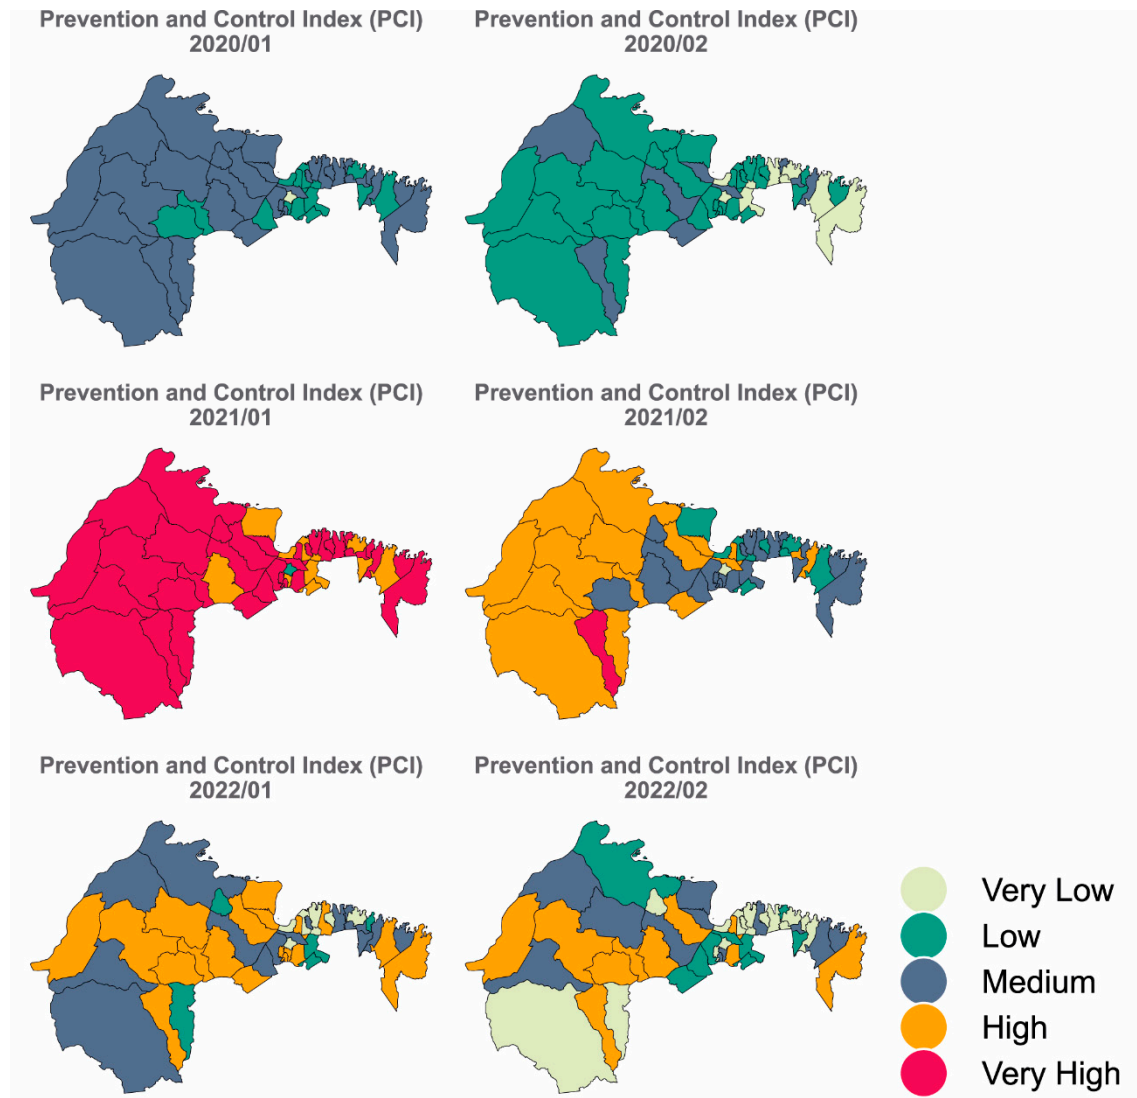 Prevention and Control Index (PCI)
2020/01
Prevention and Control Index (PCI)
2020/02
Prevention and Control Index (PCI)
2021/01
Prevention and Control Index (PCI)
2021/02
Prevention and Control Index (PCI)
2022/01
Prevention and Control Index (PCI)
2022/02
Very Low
Low
Medium
High
Very High